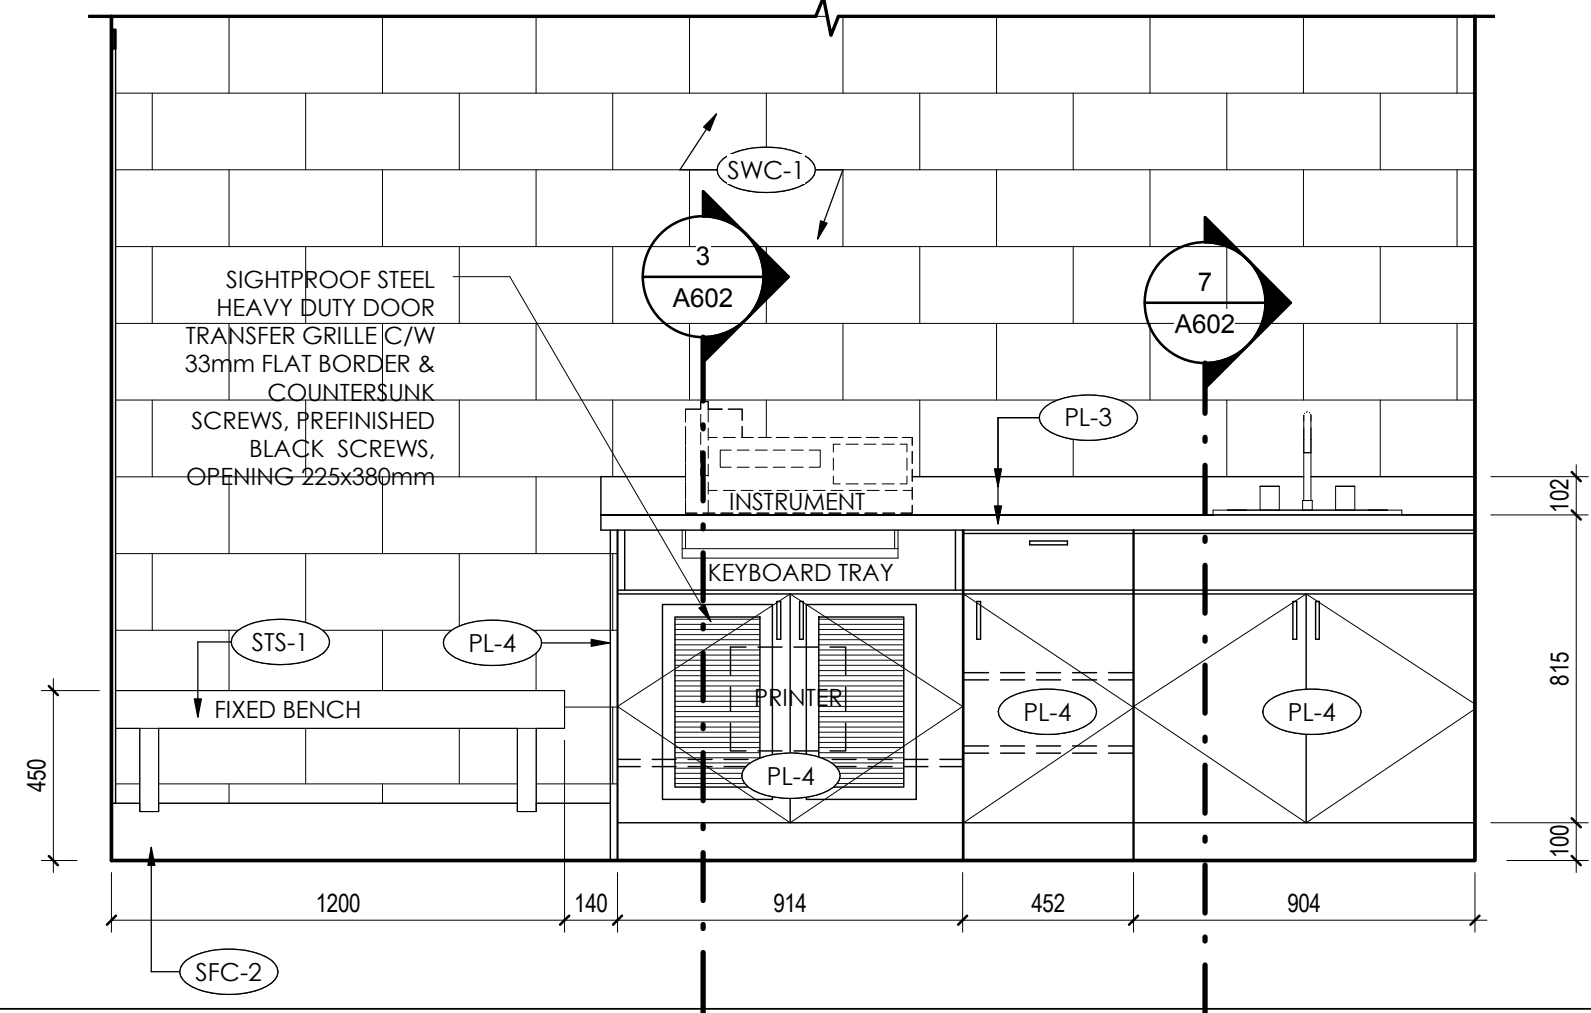 SWC-1
3
A602
7
A602
SIGHTPROOF STEEL
HEAVY DUTY DOOR
TRANSFER GRILLE C/W
33mm FLAT BORDER &
COUNTERSUNK
SCREWS, PREFINISHED
BLACK SCREWS,
OPENING 225x380mm
PL-3
INSTRUMENT
102
KEYBOARD TRAY
STS-1
PL-4
815
PRINTER
FIXED BENCH
PL-4
PL-4
450
PL-4
100
1200
140
914
452
904
SFC-2